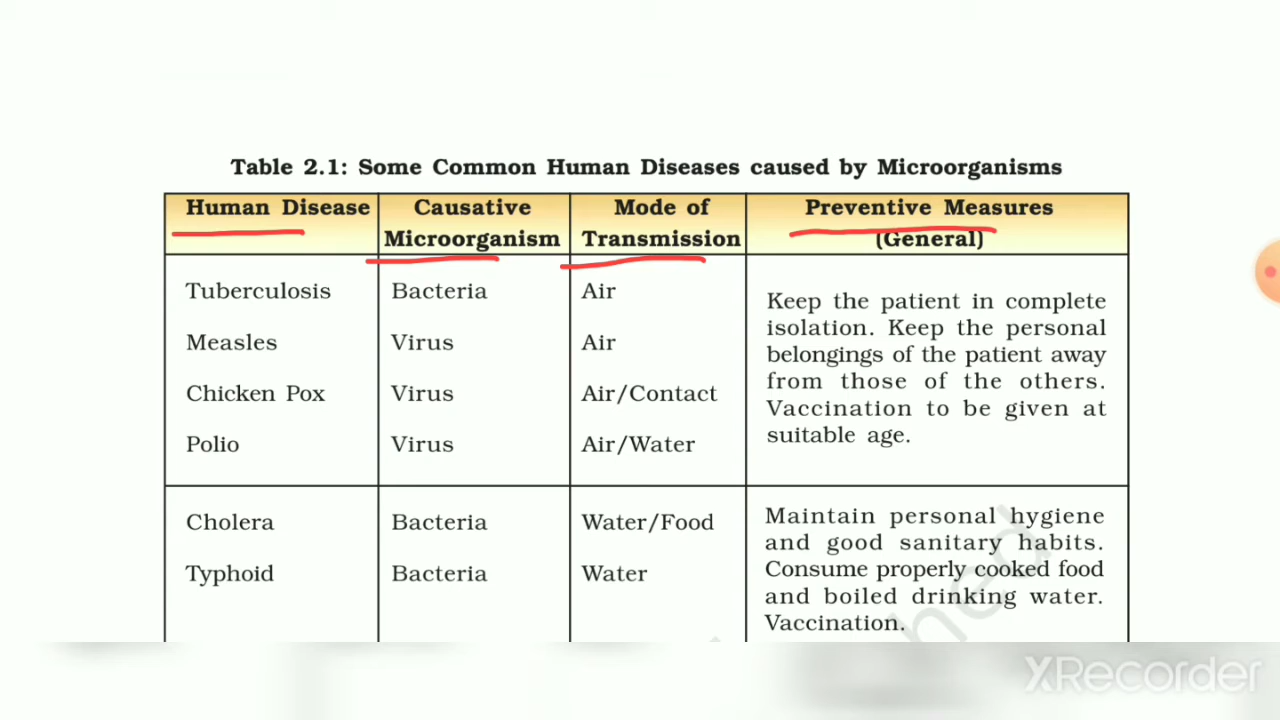 Table 2.1: Some Common Human Diseases caused by Microorganisms
Human Disease Causative Microorganism Mode of Transmission Preventive Measures (General)
Tuberculosis Bacteria Air
Measles Virus Air
Chicken Pox Virus Air/Contact
Polio Virus Air/Water
Keep the patient in complete
isolation. Keep the personal
belongings of the patient away
from those of the others.
Vaccination to be given at
suitable age.
Cholera Bacteria Water/Food
Typhoid Bacteria Water
Maintain personal hygiene
and good sanitary habits.
Consume properly cooked food
and boiled drinking water.
Vaccination.
XRecorder